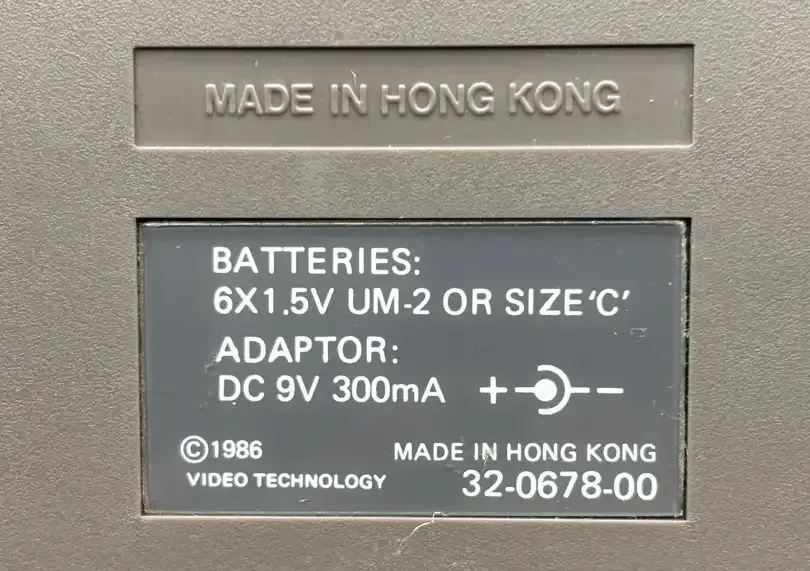 MADE IN HONG KONG
BATTERIES:
6X1.5V UM-2 OR SIZE 'C'
ADAPTOR:
DC 9V 300mA + -
©1986
VIDEO TECHNOLOGY
MADE IN HONG KONG
32-0678-00